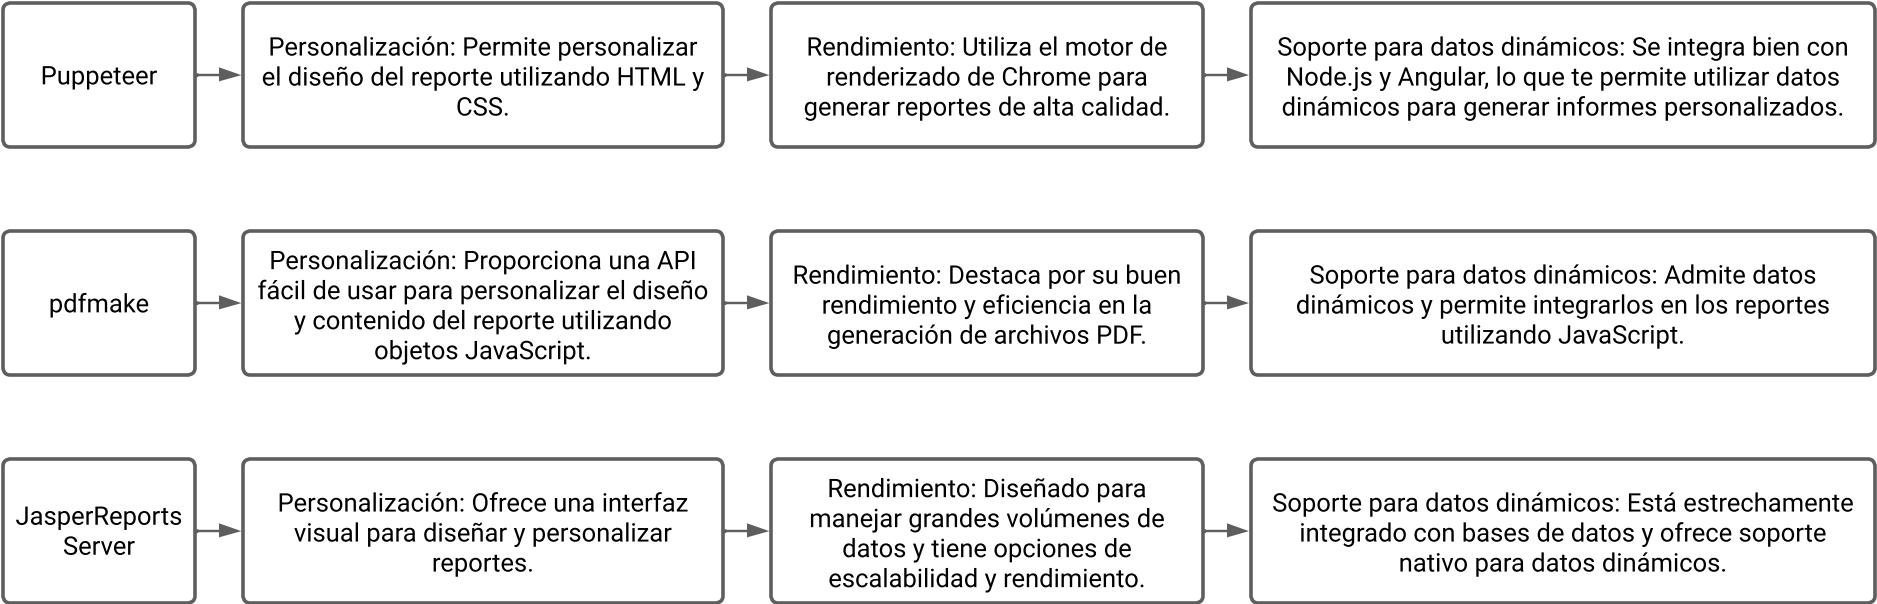 Puppeteer
Personalización: Permite personalizar
el diseño del reporte utilizando HTML y
CSS.
Rendimiento: Utiliza el motor de
renderizado de Chrome para
generar reportes de alta calidad.
Soporte para datos dinámicos: Se integra bien con
Node.js y Angular, lo que te permite utilizar datos
dinámicos para generar informes personalizados.
pdfmake
Personalización: Proporciona una API
fácil de usar para personalizar el diseño
y contenido del reporte utilizando
objetos JavaScript.
Rendimiento: Destaca por su buen
rendimiento y eficiencia en la
generación de archivos PDF.
Soporte para datos dinámicos: Admite datos
dinámicos y permite integrarlos en los reportes
utilizando JavaScript.
JasperReports
Server
Personalización: Ofrece una interfaz
visual para diseñar y personalizar
reportes.
Rendimiento: Diseñado para
manejar grandes volúmenes de
datos y tiene opciones de
escalabilidad y rendimiento.
Soporte para datos dinámicos: Está estrechamente
integrado con bases de datos y ofrece soporte
nativo para datos dinámicos.